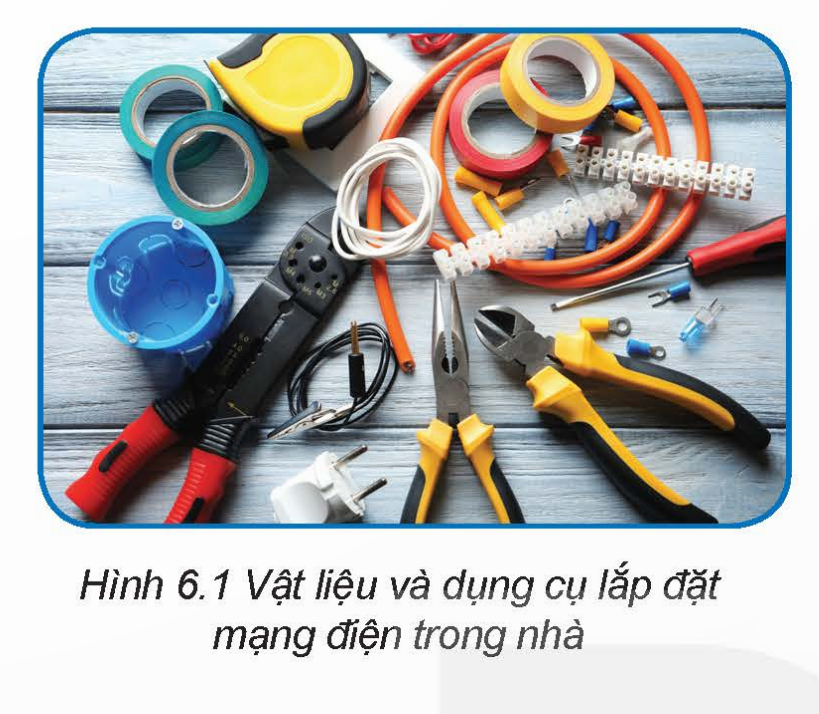 Hình 6.1 Vật liệu và dụng cụ lắp đặt
mạng điện trong nhà